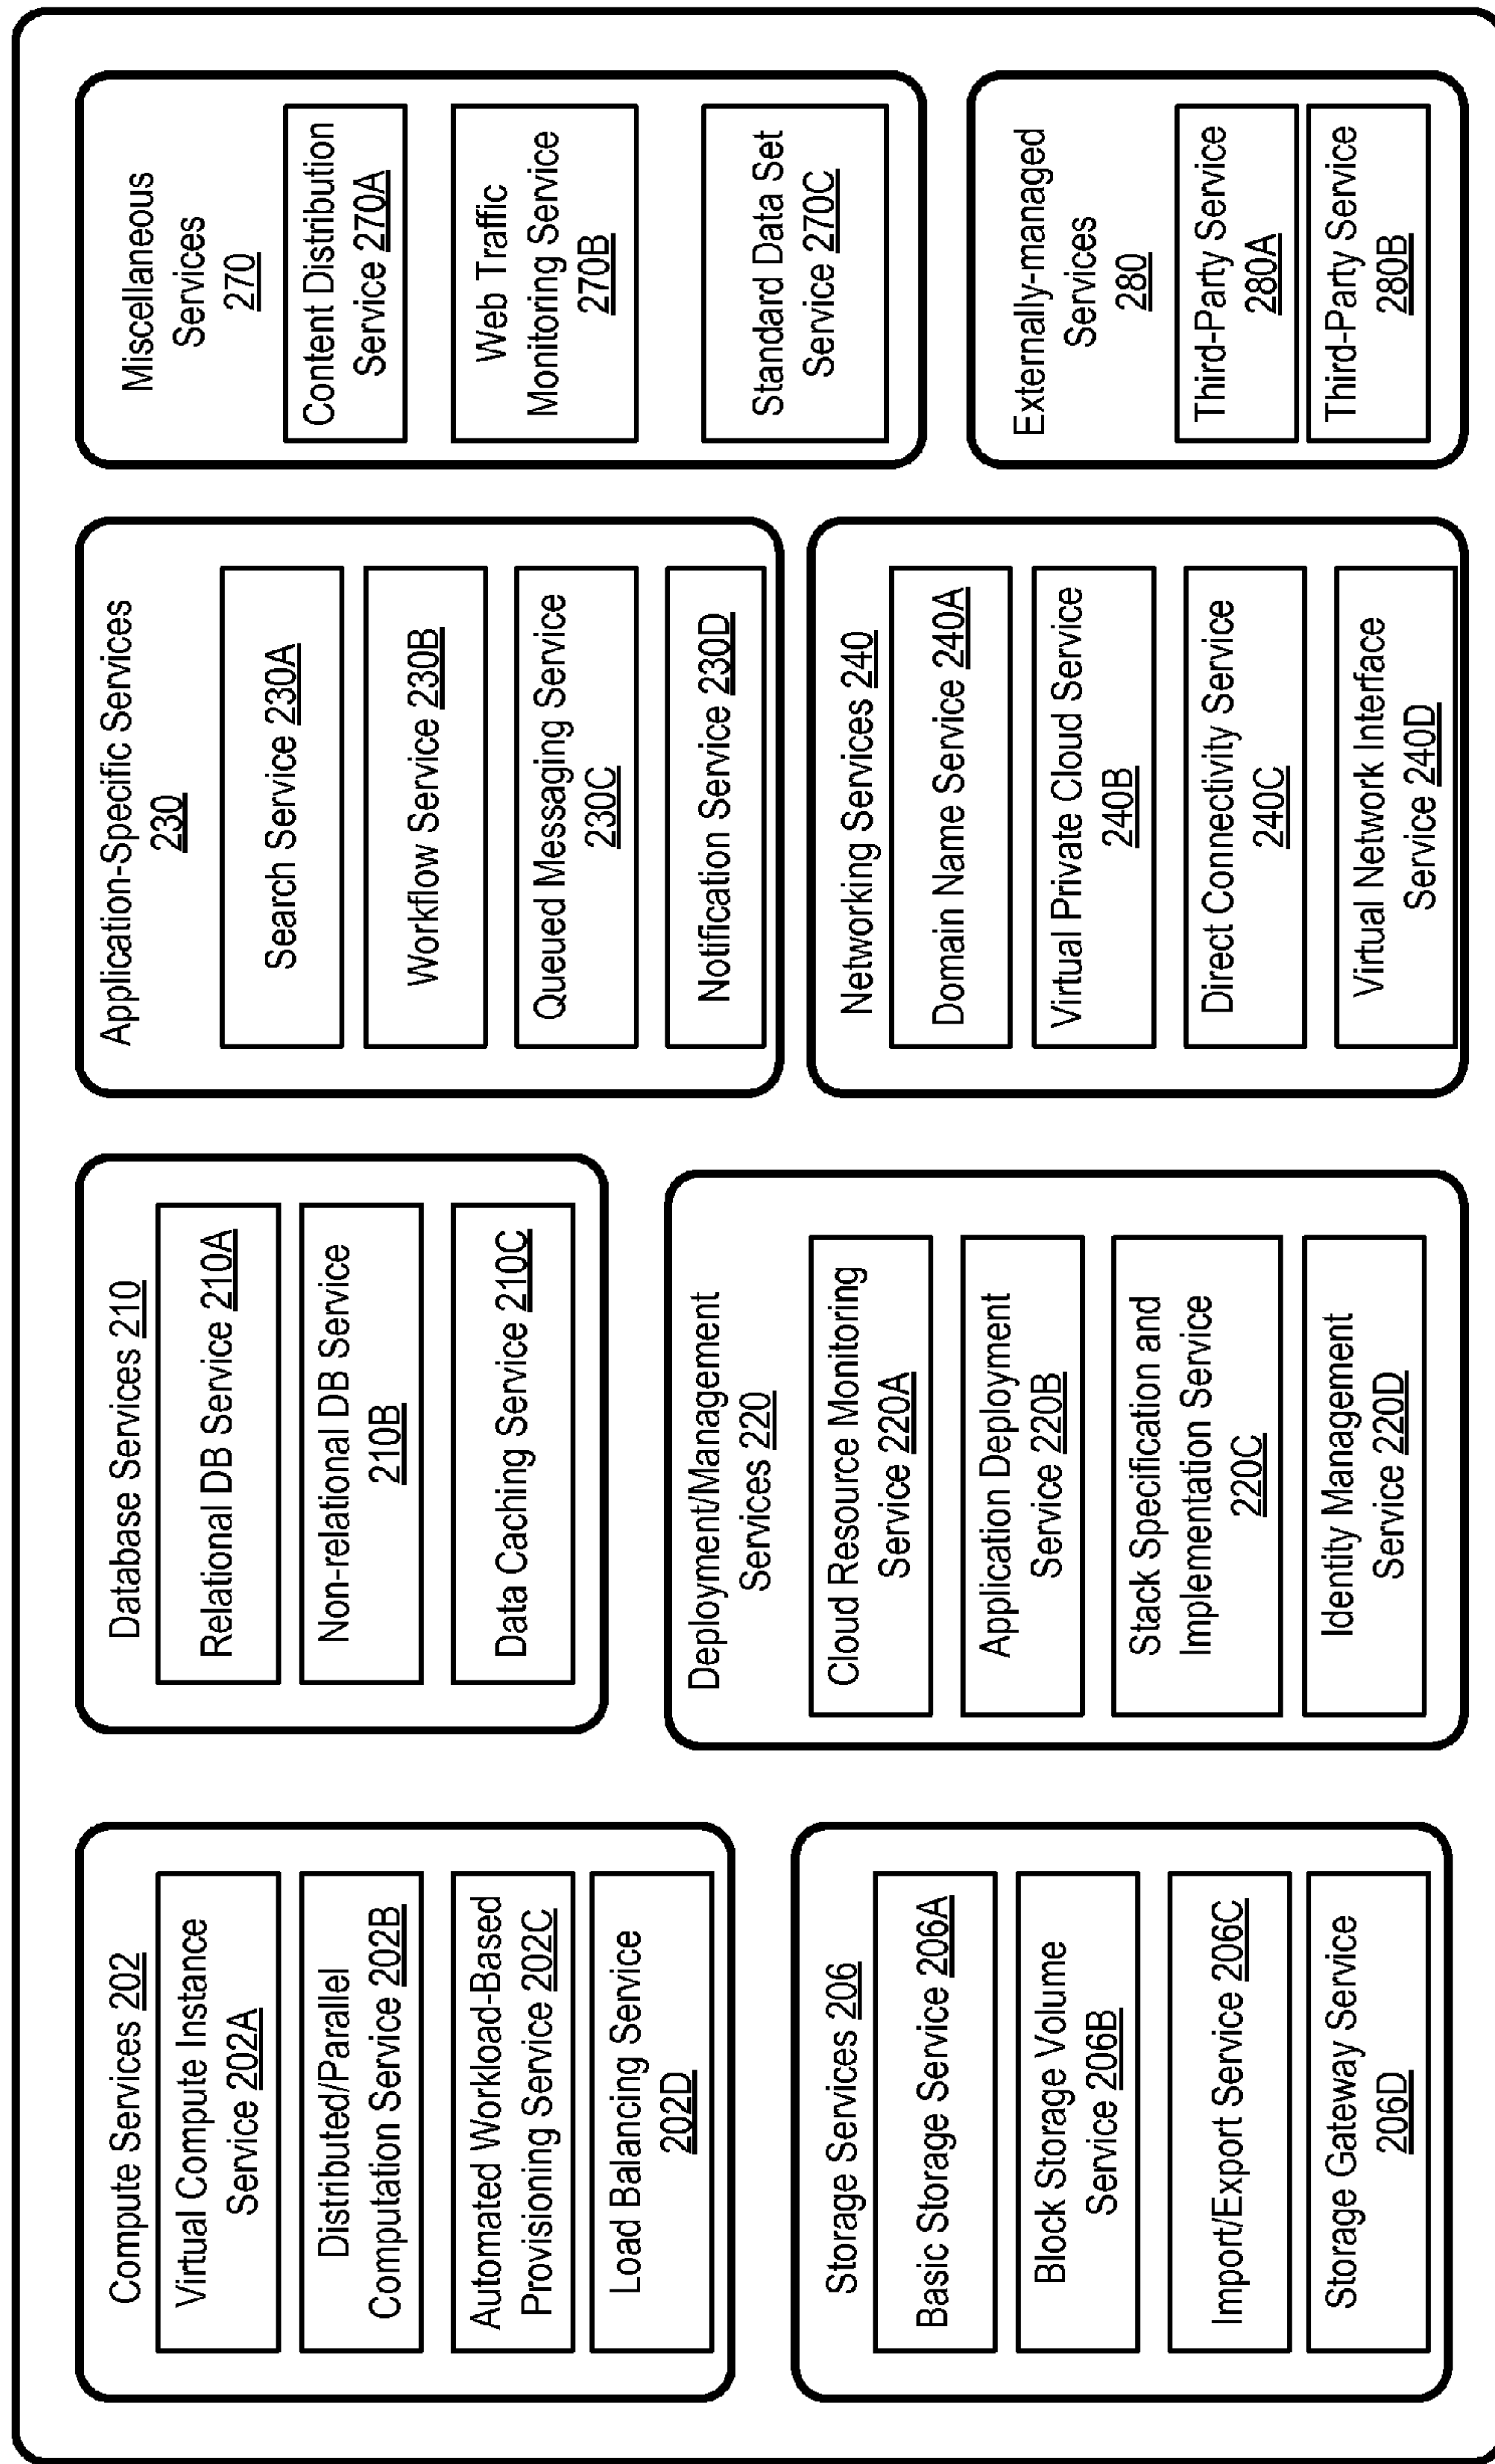 Compute Services 202
Virtual Compute Instance
Service 202A
Distributed/Parallel
Computation Service 202B
Automated Workload-Based
Provisioning Service 202C
Load Balancing Service
202D
Storage Services 206
Basic Storage Service 206A
Block Storage Volume
Service 206B
Import/Export Service 206C
Storage Gateway Service
206D
Database Services 210
Relational DB Service 210A
Non-relational DB Service
210B
Data Caching Service 210C
Deployment/Management
Services 220
Cloud Resource Monitoring
Service 220A
Application Deployment
Service 220B
Stack Specification and
Implementation Service
220C
Identity Management
Service 220D
Application-Specific Services
230
Search Service 230A
Workflow Service 230B
Queued Messaging Service
230C
Notification Service 230D
Networking Services 240
Domain Name Service 240A
Virtual Private Cloud Service
240B
Direct Connectivity Service
240C
Virtual Network Interface
Service 240D
Miscellaneous
Services
270
Content Distribution
Service 270A
Web Traffic
Monitoring Service
270B
Standard Data Set
Service 270C
Externally-managed
Services
280
Third-Party Service
280A
Third-Party Service
280B